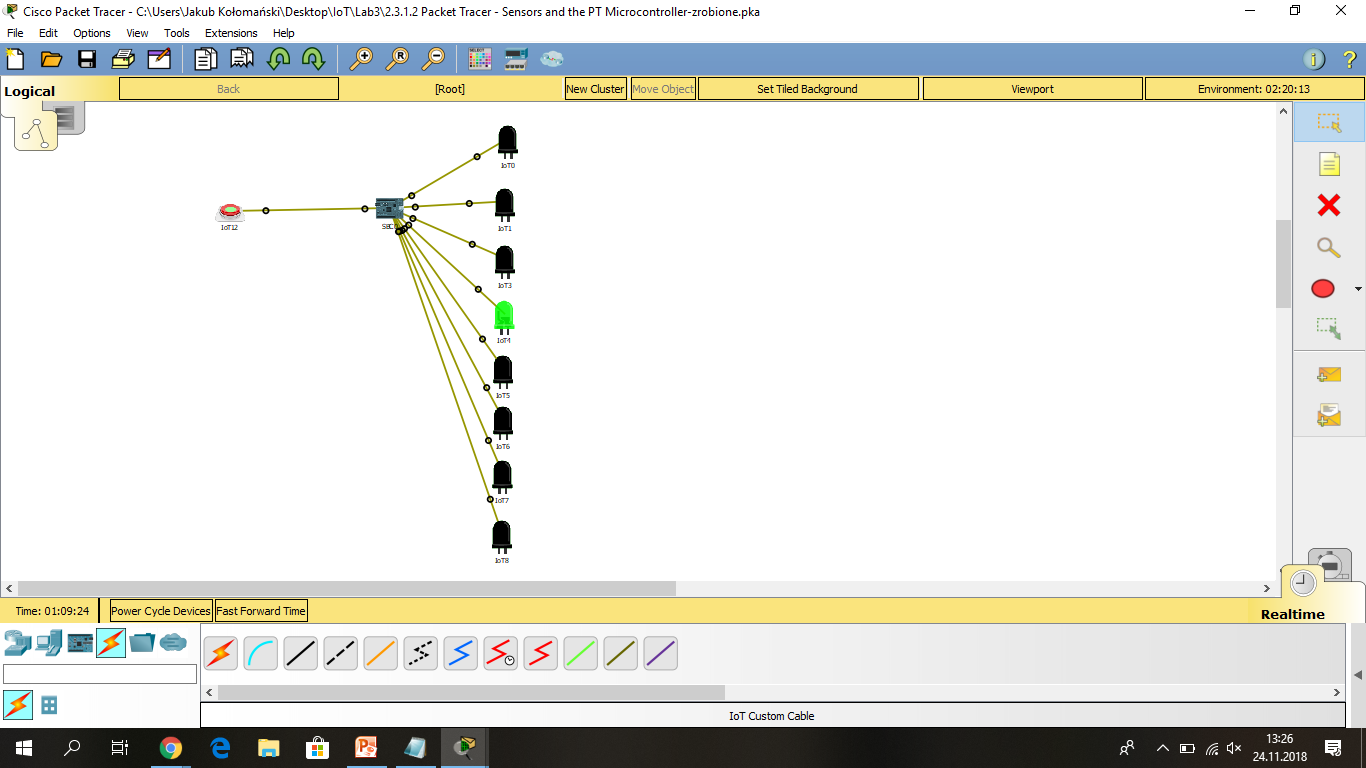 Cisco Packet Tracer - C:\Users\Jakub Kołomański\Desktop\IoT\Lab3\2.3.1.2 Packet Tracer - Sensors and the PT Microcontroller-zrobione.pka
File Edit Options View Tools Extensions Help
Logical Back [Root] New Cluster Move Object Set Tiled Background Viewport Environment: 02:20:13
IoT0
IoT12
IoT1
IoT3
IoT4
IoT5
IoT6
IoT7
IoT8
Time: 01:09:24 Power Cycle Devices Fast Forward Time Realtime
IoT Custom Cable
13:26
24.11.2018